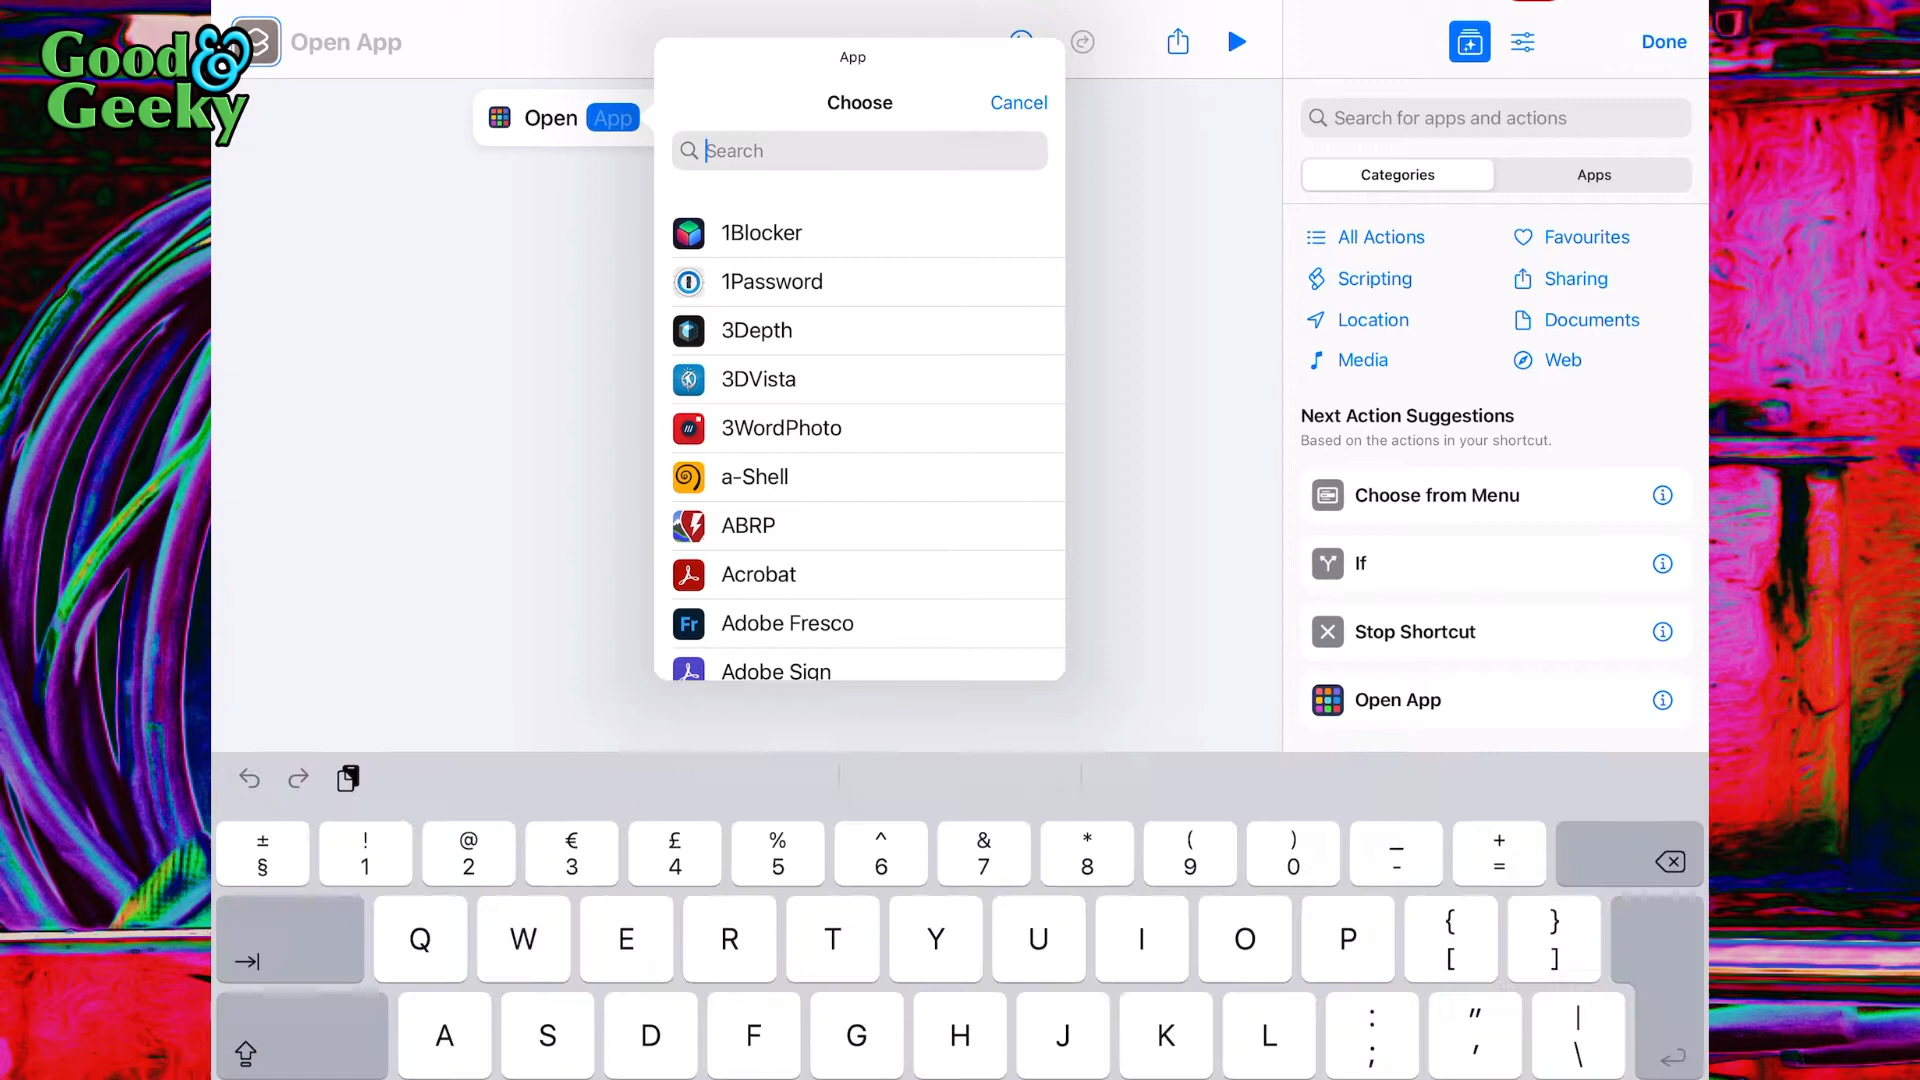 Good &
Geeky
Open App
Done
Open App
App
Choose
Cancel
Search
1Blocker
1Password
3Depth
3DVista
3WordPhoto
a-Shell
ABRP
Acrobat
Fr Adobe Fresco
Adobe Sign
Search for apps and actions
Categories Apps
All Actions Favourites
Scripting Sharing
Location Documents
Media Web
Next Action Suggestions
Based on the actions in your shortcut.
Choose from Menu
If
Stop Shortcut
Open App
± ! @ € £ % ^ & * ( ) _ +
§ 1 2 3 4 5 6 7 8 9 0 - =
Q W E R T Y U I O P { }
[ ]
A S D F G H J K L : " |
; ' \